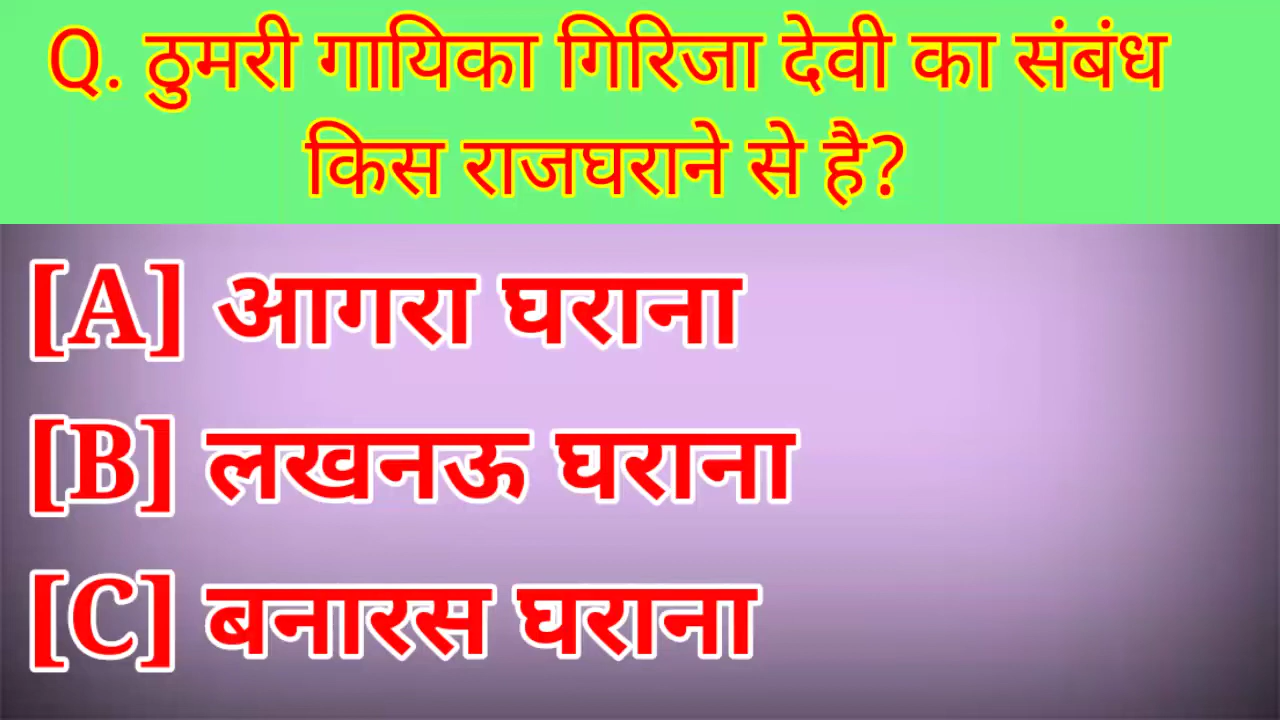 Q. ठुमरी गायिका गिरिजा देवी का संबंध
किस राजघराने से है?
[A] आगरा घराना
[B] लखनऊ घराना
[C] बनारस घराना